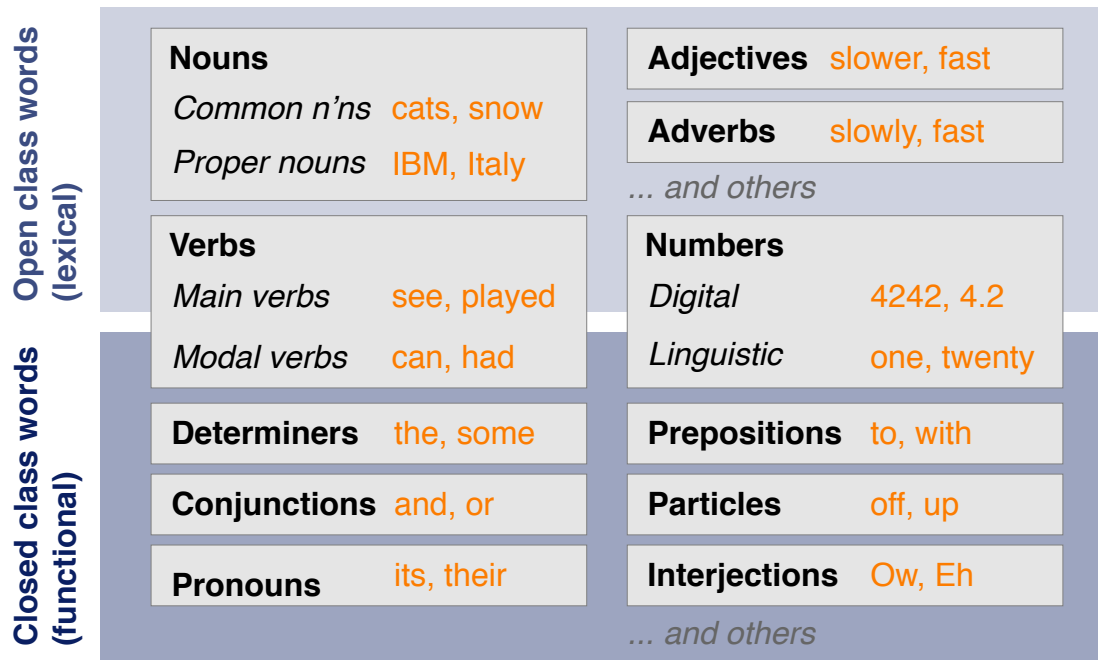 Open class words
(lexical)
Nouns
Common n'ns cats, snow
Proper nouns IBM, Italy
Adjectives slower, fast
Adverbs slowly, fast
... and others
Verbs
Main verbs see, played
Modal verbs can, had
Numbers
Digital 4242, 4.2
Linguistic one, twenty
Closed class words
(functional)
Determiners the, some
Conjunctions and, or
Pronouns its, their
Prepositions to, with
Particles off, up
Interjections Ow, Eh
... and others